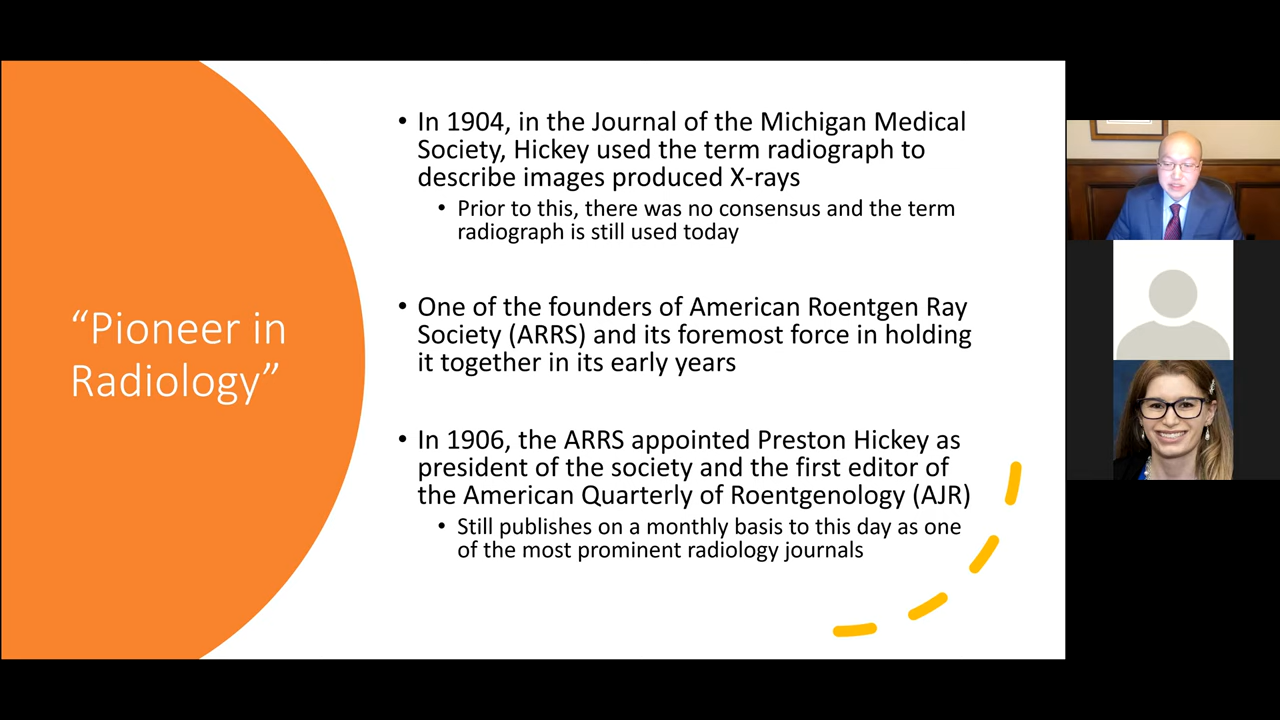 “Pioneer in
Radiology”
• In 1904, in the Journal of the Michigan Medical
Society, Hickey used the term radiograph to
describe images produced X-rays
• Prior to this, there was no consensus and the term
radiograph is still used today
• One of the founders of American Roentgen Ray
Society (ARRS) and its foremost force in holding
it together in its early years
• In 1906, the ARRS appointed Preston Hickey as
president of the society and the first editor of
the American Quarterly of Roentgenology (AJR)
• Still publishes on a monthly basis to this day as one
of the most prominent radiology journals